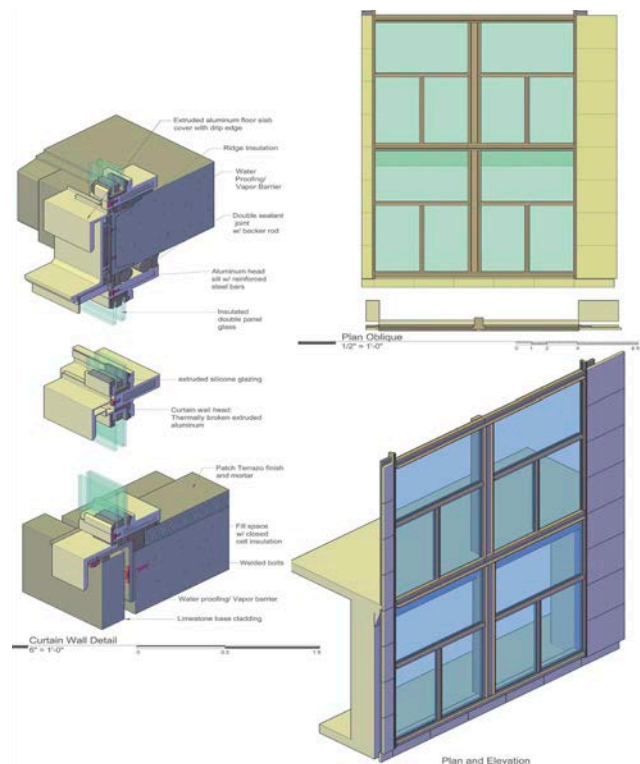 Extruded aluminum floor slab
cover with drip edge
Ridge Insulation
Water
Proofing/
Vapor Barrier
Double sealant
joint
w/ backer rod
Aluminum head
sill w/ reinforced
steel bars
Insulated
double panel
glass
extruded silicone glazing
Curtain wall head:
Thermally broken extruded
aluminum
Patch Terrazo finish
and mortar
Fill space
w/ closed
cell insulation
Welded bolts
Water proofing/ Vapor barrier
Limestone base cladding
Curtain Wall Detail
6" = 1'-0"
Plan Oblique
1/2" = 1'-0"
Plan and Elevation